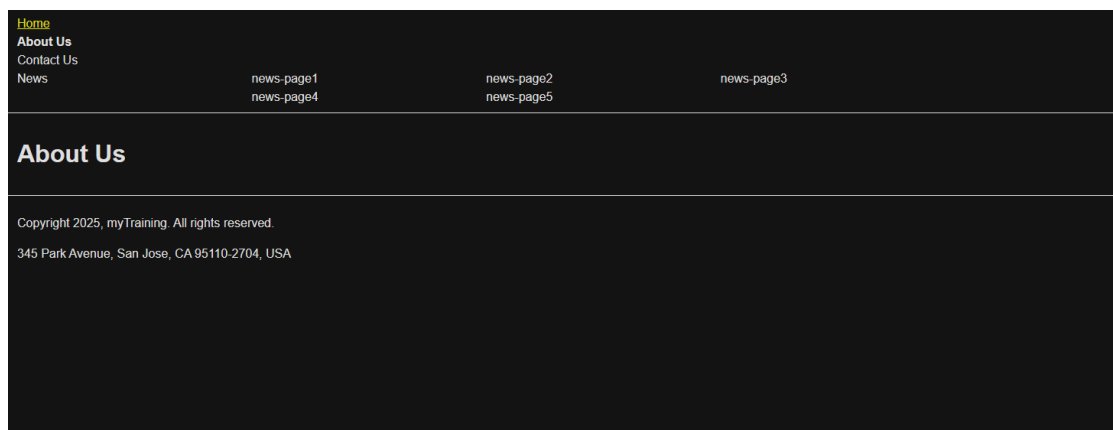 Home
About Us
Contact Us
News news-page1 news-page2 news-page3
news-page4 news-page5
About Us
Copyright 2025, myTraining. All rights reserved.
345 Park Avenue, San Jose, CA 95110-2704, USA